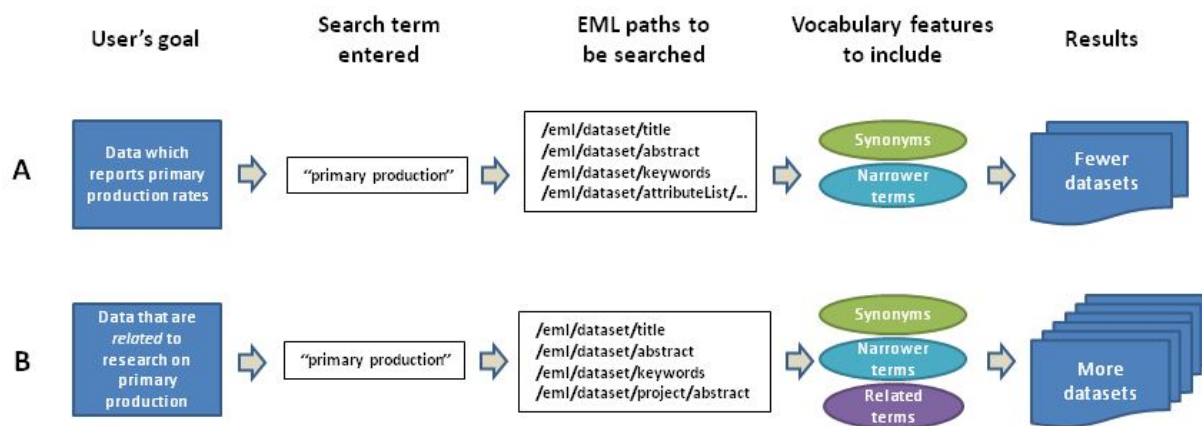 User's goal
Search term
entered
EML paths to
be searched
Vocabulary features
to include
Results
A
Data which
reports primary
production rates
"primary production"
/eml/dataset/title
/eml/dataset/abstract
/eml/dataset/keywords
/eml/dataset/attributeList/...
Synonyms
Narrower
terms
Fewer
datasets
B
Data that are
related to
research on
primary
production
"primary production"
/eml/dataset/title
/eml/dataset/abstract
/eml/dataset/keywords
/eml/dataset/project/abstract
Synonyms
Narrower
terms
Related
terms
More
datasets